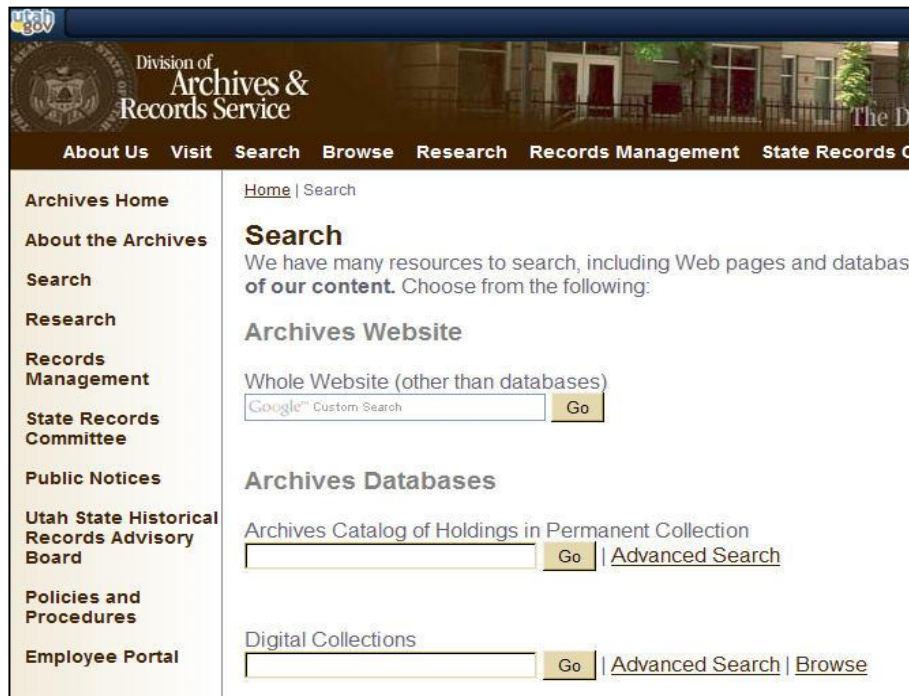 utah
gov
Division of
Archives &
Records Service
The D
About Us Visit Search Browse Research Records Management State Records C
Archives Home
About the Archives
Search
Research
Records
Management
State Records
Committee
Public Notices
Utah State Historical
Records Advisory
Board
Policies and
Procedures
Employee Portal
Home | Search
Search
We have many resources to search, including Web pages and databas
of our content. Choose from the following:
Archives Website
Whole Website (other than databases)
Google™ Custom Search Go
Archives Databases
Archives Catalog of Holdings in Permanent Collection
Go | Advanced Search
Digital Collections
Go | Advanced Search | Browse